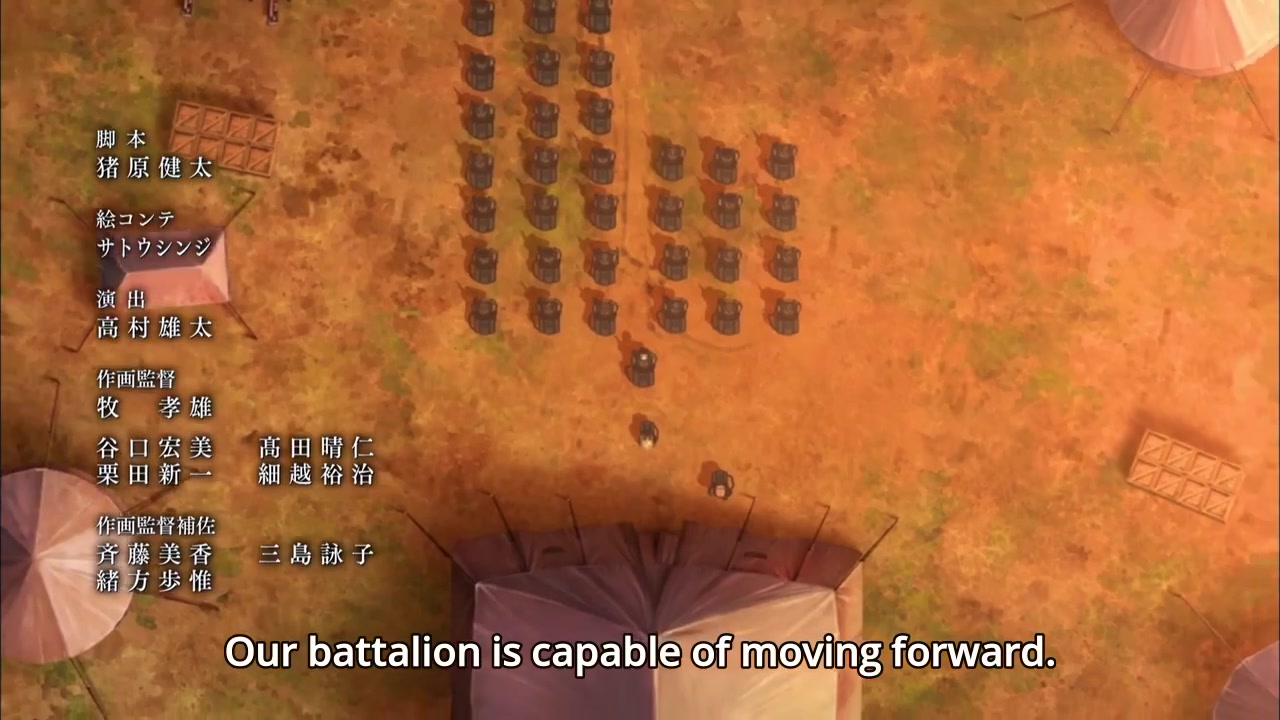 脚本
猪原健太
絵コンテ
サトウシンジ
演出
高村雄太
作画監督
牧 孝雄
谷口宏美 髙田晴仁
栗田新一 細越裕治
作画監督補佐
斉藤美香 三島詠子
緒方歩惟
Our battalion is capable of moving forward.